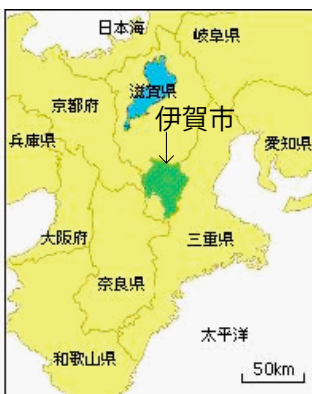 日本海
岐阜県
滋賀県
京都府
伊賀市
兵庫県
愛知県
大阪府
三重県
奈良県
太平洋
和歌山県
50km